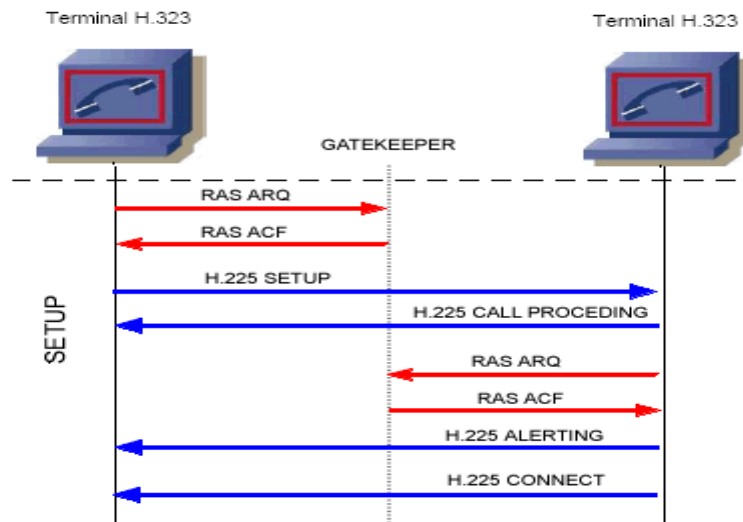 Terminal H.323
Terminal H.323
GATEKEEPER
RAS ARQ
RAS ACF
H.225 SETUP
H.225 CALL PROCEDING
SETUP
RAS ARQ
RAS ACF
H.225 ALERTING
H.225 CONNECT